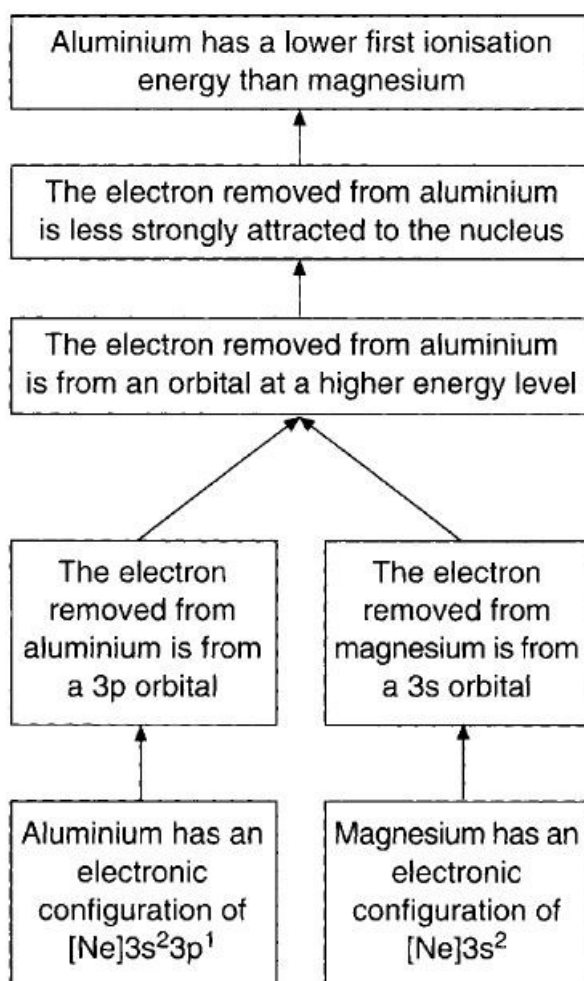 Aluminium has a lower first ionisation
energy than magnesium
The electron removed from aluminium
is less strongly attracted to the nucleus
The electron removed from aluminium
is from an orbital at a higher energy level
The electron
removed from
aluminium is from
a 3p orbital
The electron
removed from
magnesium is from
a 3s orbital
Aluminium has an
electronic
configuration of
[Ne]3s²3p¹
Magnesium has an
electronic
configuration of
[Ne]3s²